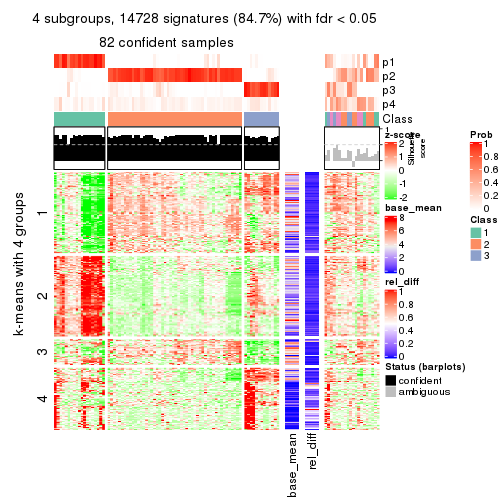 4 subgroups, 14728 signatures (84.7%) with fdr < 0.05
82 confident samples
p1
p2
p3
p4
Class
1
Silhouette
score
z-score
2
1
0
-1
-2
base_mean
8
6
4
2
0
rel_diff
1
0.8
0.6
0.4
0.2
0
Status (barplots)
confident
ambiguous
Prob
1
0.8
0.6
0.4
0.2
0
Class
1
2
3
k-means with 4 groups
1
2
3
4
base_mean
rel_diff